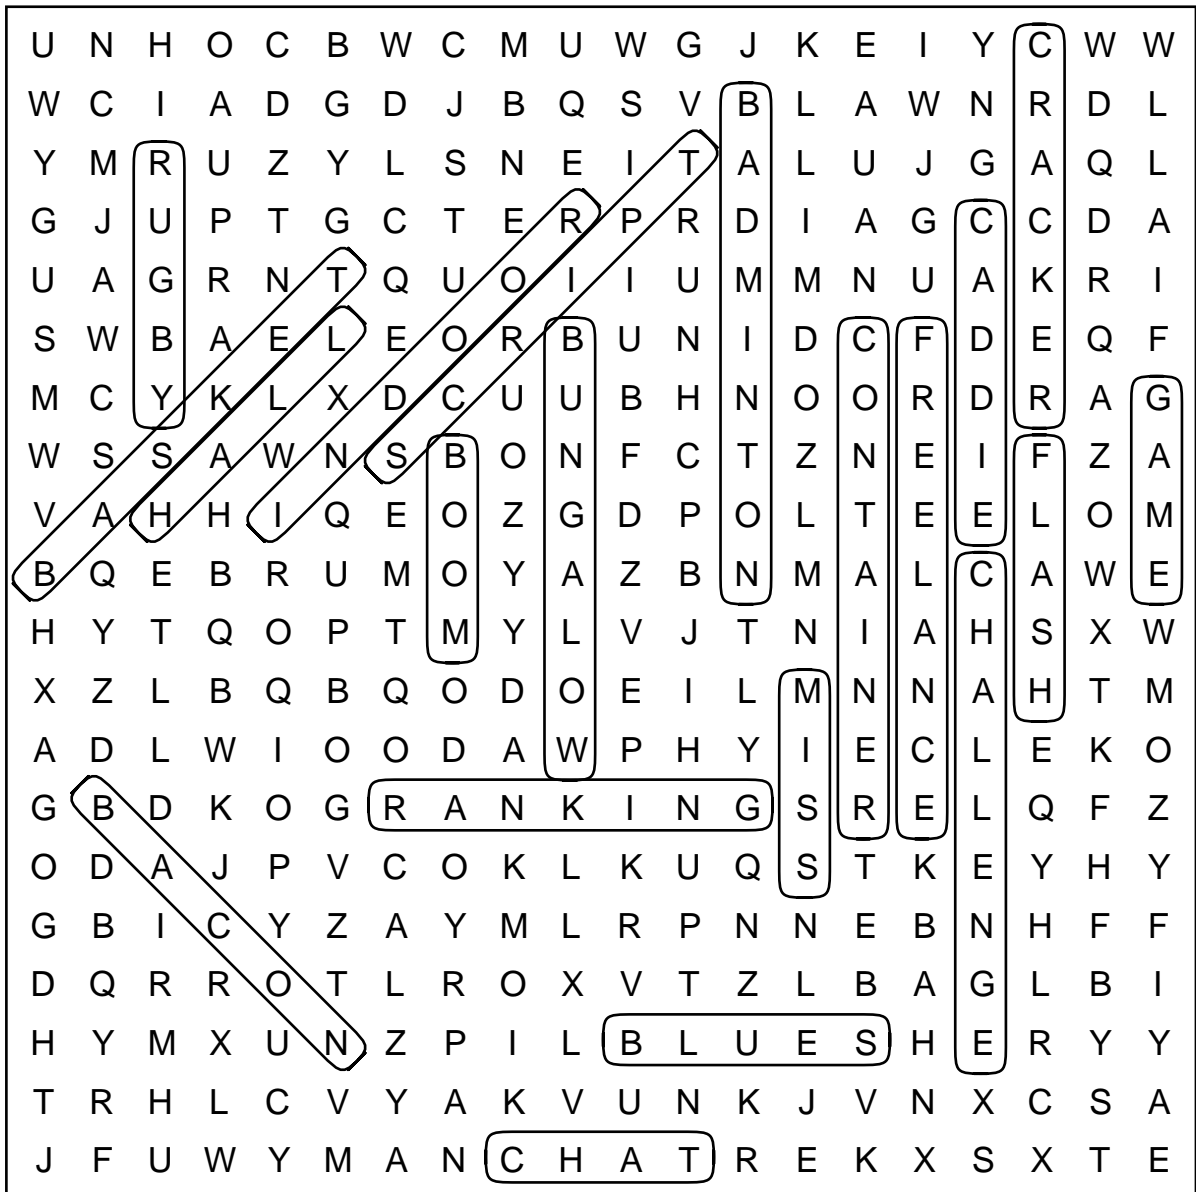 U N H O C B W C M U W G J K E I Y C W W
W C I A D G D J B Q S V B L A W N R D L
Y M R U Z Y L S N E I T A L U J G A Q L
G J U P T G C T E R P R D I A G C C D A
U A G R N T Q U O I I U M M N U A K R I
S W B A E L E O R B U N I D C F D E Q F
M C Y K L X D C U U B H N O O R D R A G
W S S A W N S B O N F C T Z N E I F Z A
V A H H I Q E O Z G D P O L T E E L O M
B Q E B R U M O Y A Z B N M A L C A W E
H Y T Q O P T M Y L V J T N I A H S X W
X Z L B Q B Q O D O E I L M N N A H T M
A D L W I O O D A W P H Y I E C L E K O
G B D K O G R A N K I N G S R E L Q F Z
O D A J P V C O K L K U Q S T K E Y H Y
G B I C Y Z A Y M L R P N N E B N H F F
D Q R R O T L R O X V T Z L B A G L B I
H Y M X U N Z P I L B L U E S H E R Y Y
T R H L C V Y A K V U N K J V N X C S A
J F U W Y M A N C H A T R E K X S X T E